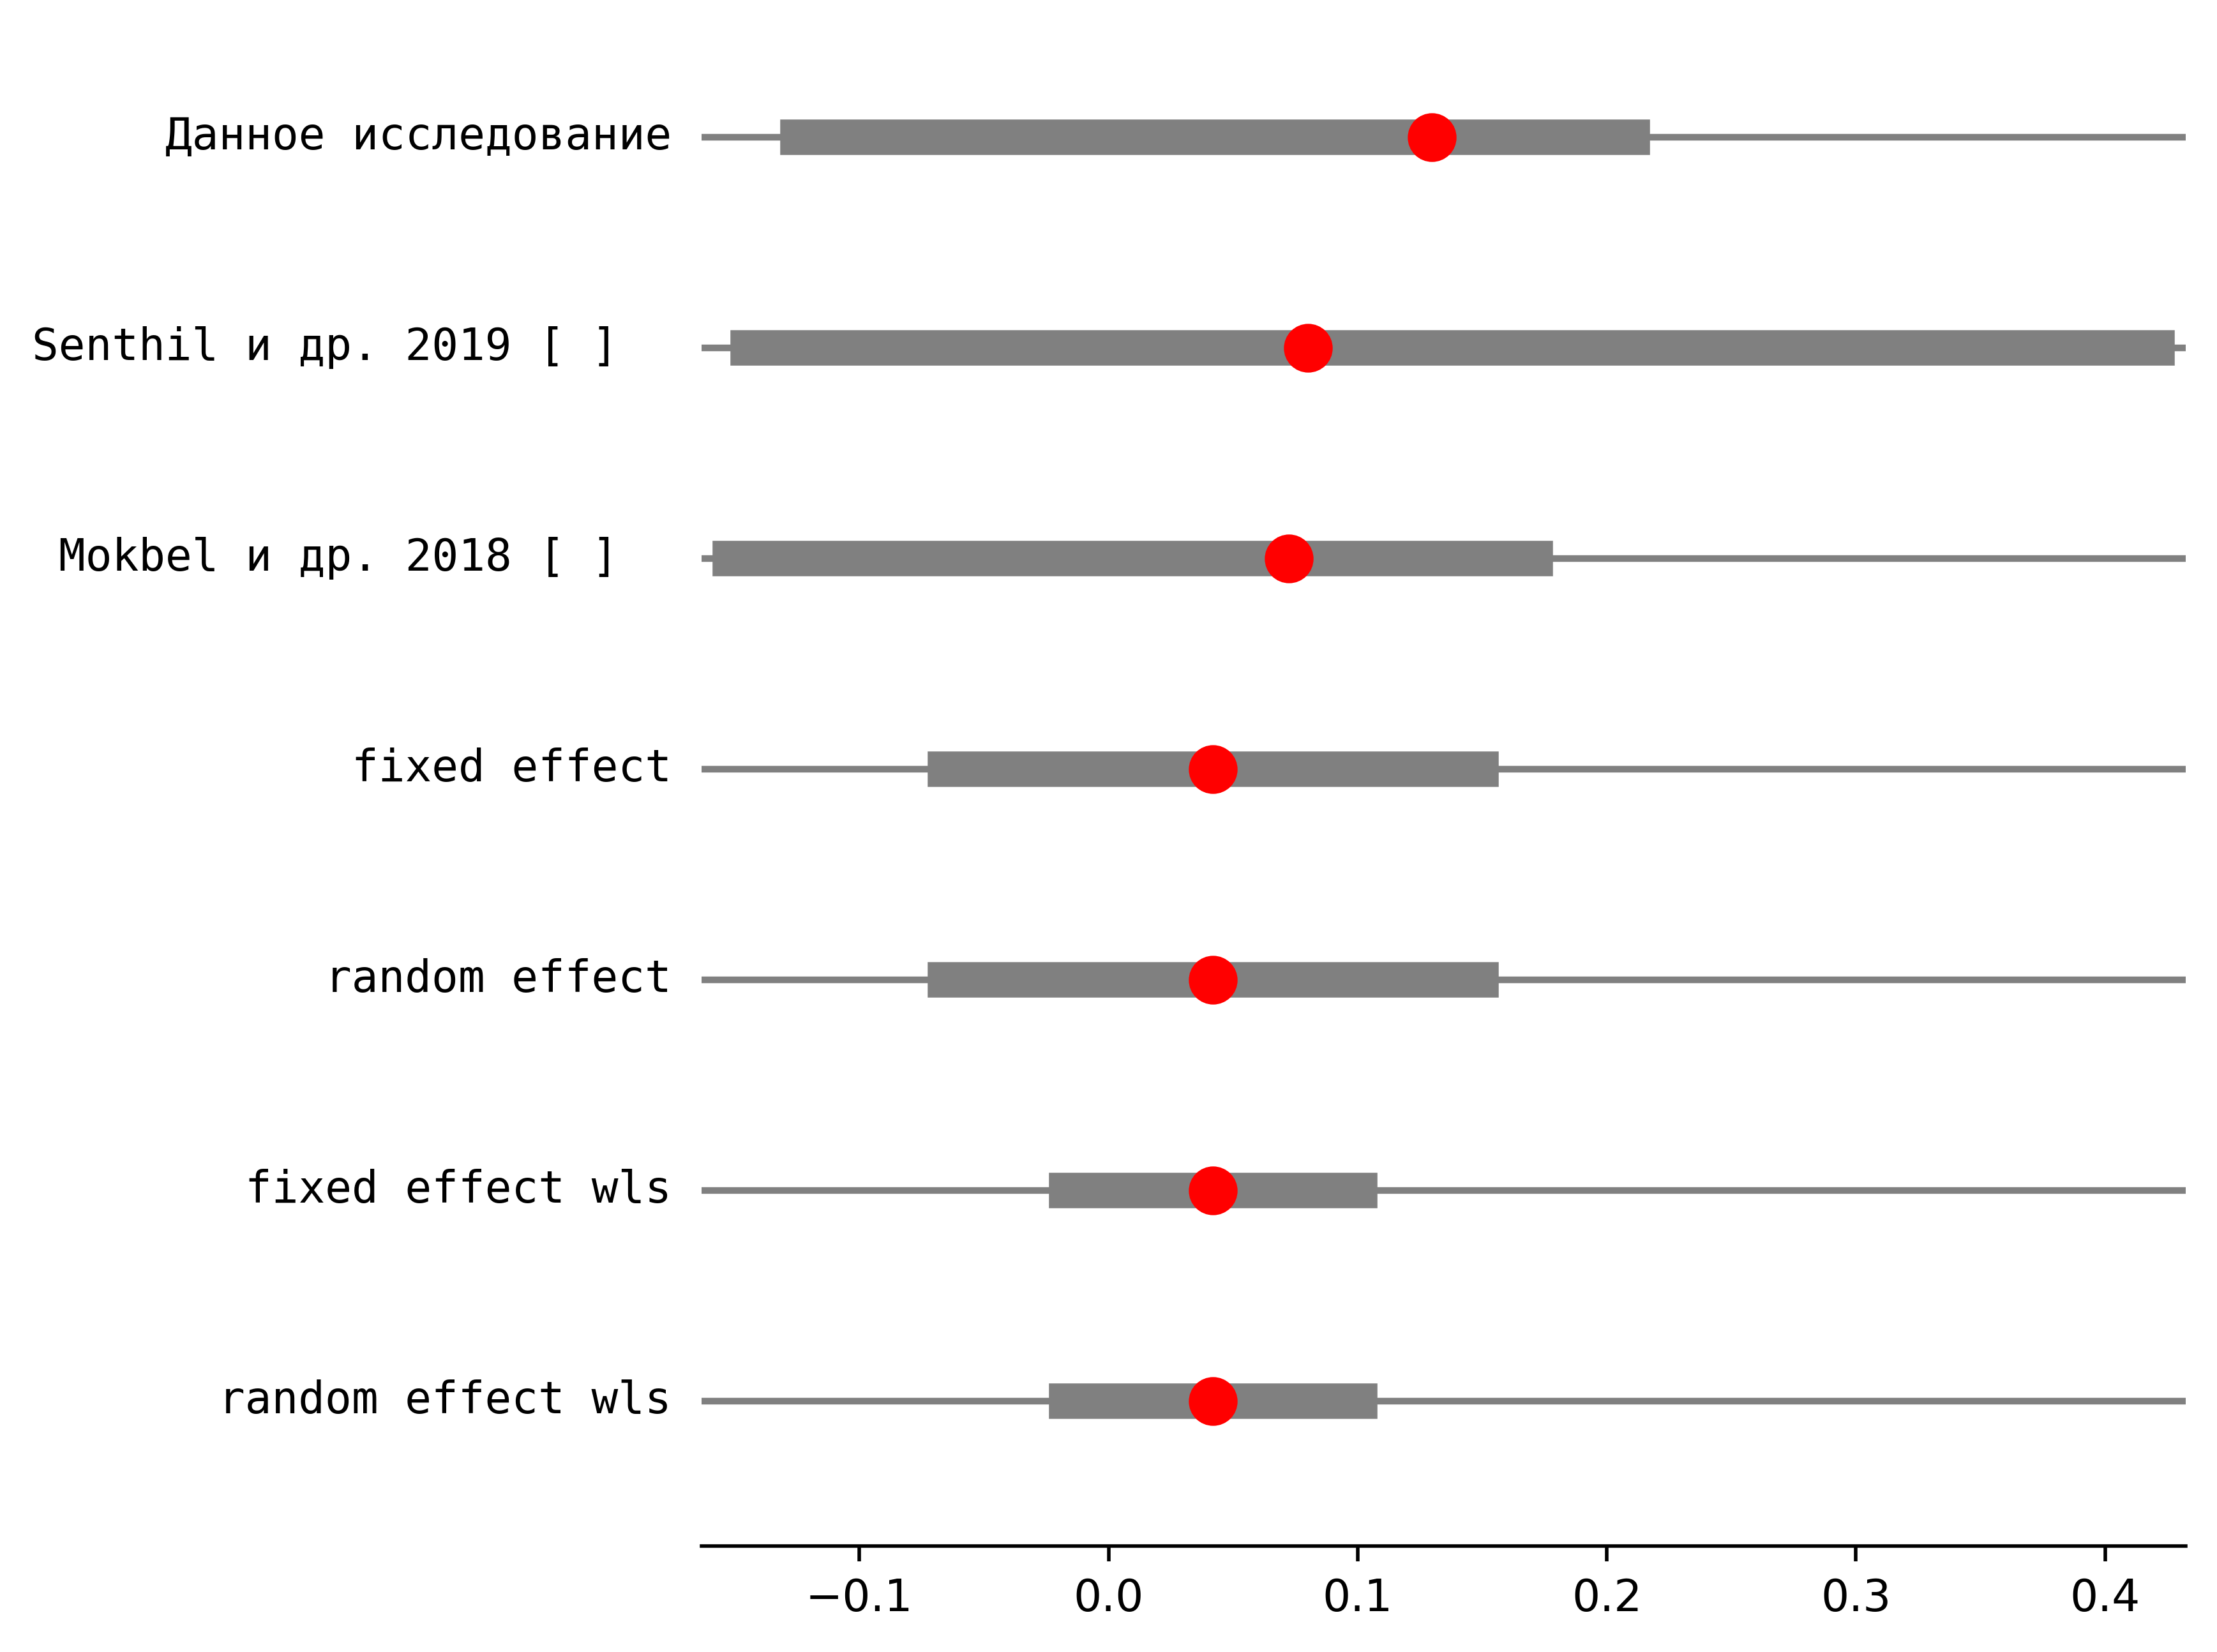 Данное исследование
Senthil и др. 2019 [ ]
Mokbel и др. 2018 [ ]
fixed effect
random effect
fixed effect wls
random effect wls
−0.1 0.0 0.1 0.2 0.3 0.4